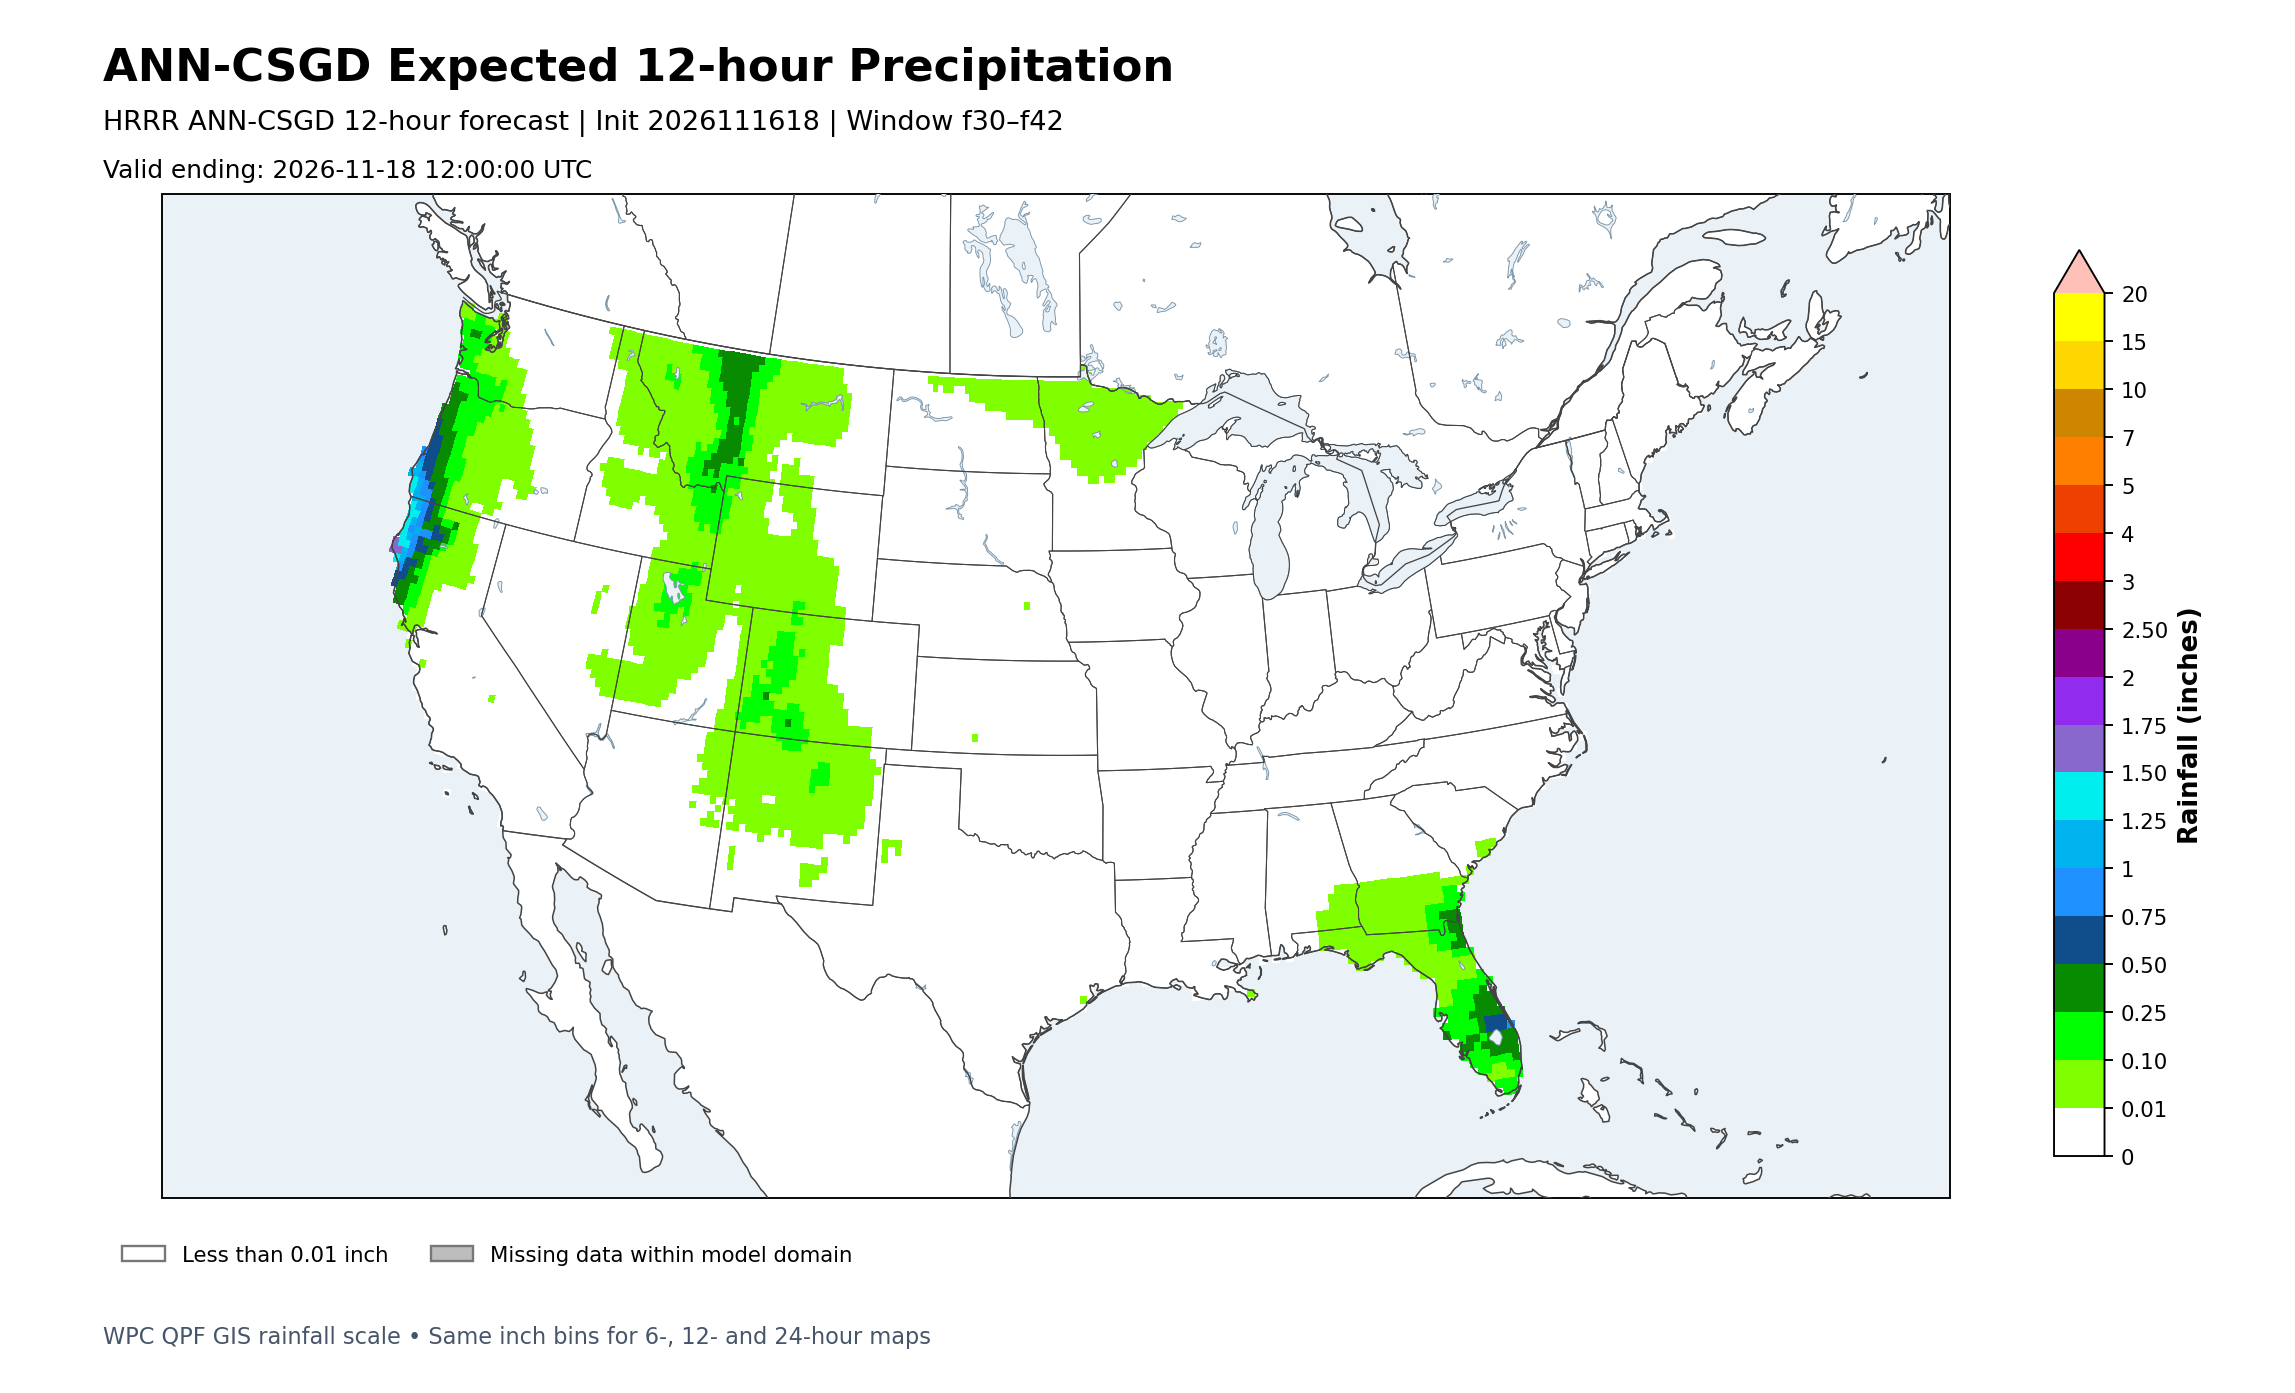 ANN-CSGD Expected 12-hour Precipitation
HRRR ANN-CSGD 12-hour forecast | Init 2026111618 | Window f30–f42
Valid ending: 2026-11-18 12:00:00 UTC
20
15
10
7
5
4
3
2.50
2
1.75
1.50
1.25
1
0.75
0.50
0.25
0.10
0.01
0
Rainfall (inches)
Less than 0.01 inch
Missing data within model domain
WPC QPF GIS rainfall scale • Same inch bins for 6-, 12- and 24-hour maps